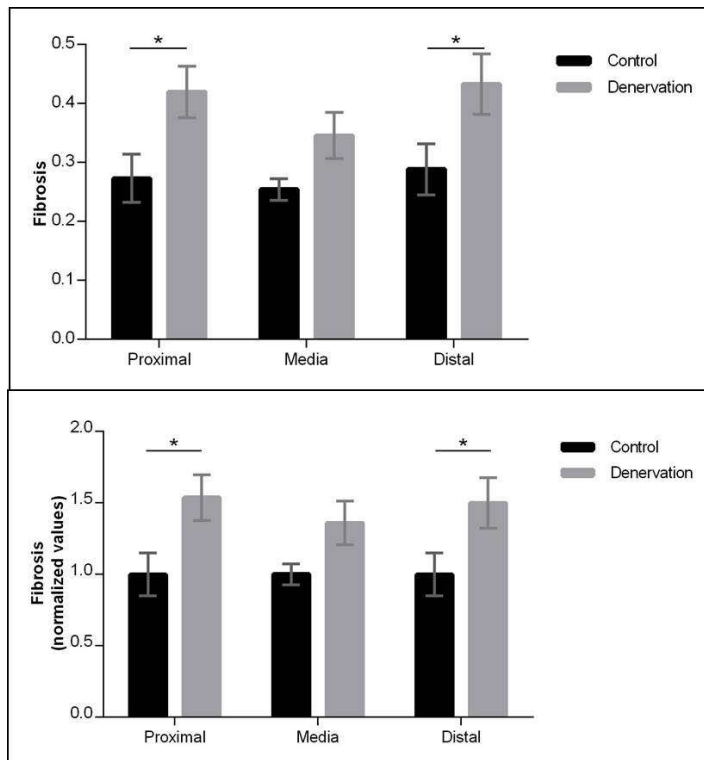 0.5
0.4
0.3
0.2
0.1
0.0
Fibrosis
*
*
Control
Denervation
Proximal
Media
Distal
2.0
1.5
1.0
0.5
0.0
Fibrosis
(normalized values)
*
*
Control
Denervation
Proximal
Media
Distal